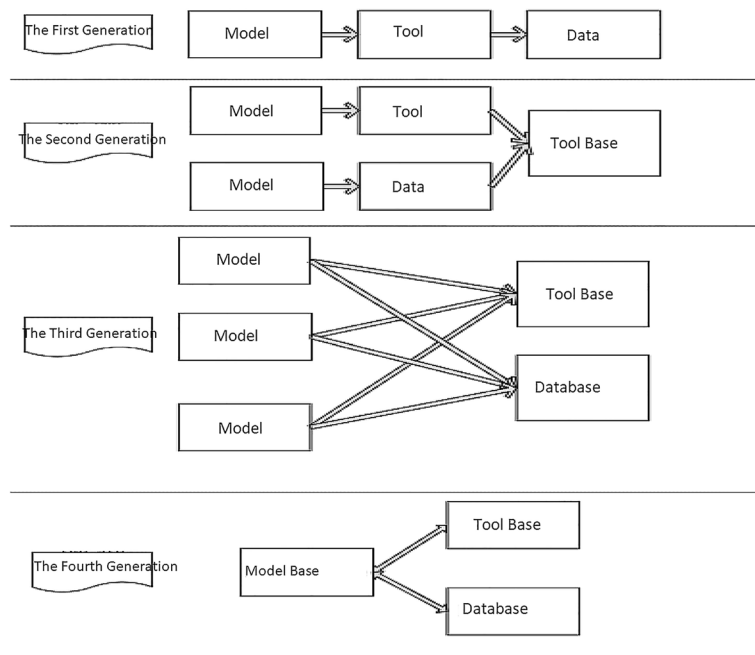 The First Generation
Model
Tool
Data
Model
Tool
The Second Generation
Tool Base
Model
Data
Model
Tool Base
The Third Generation
Model
Database
Model
Tool Base
The Fourth Generation
Model Base
Database